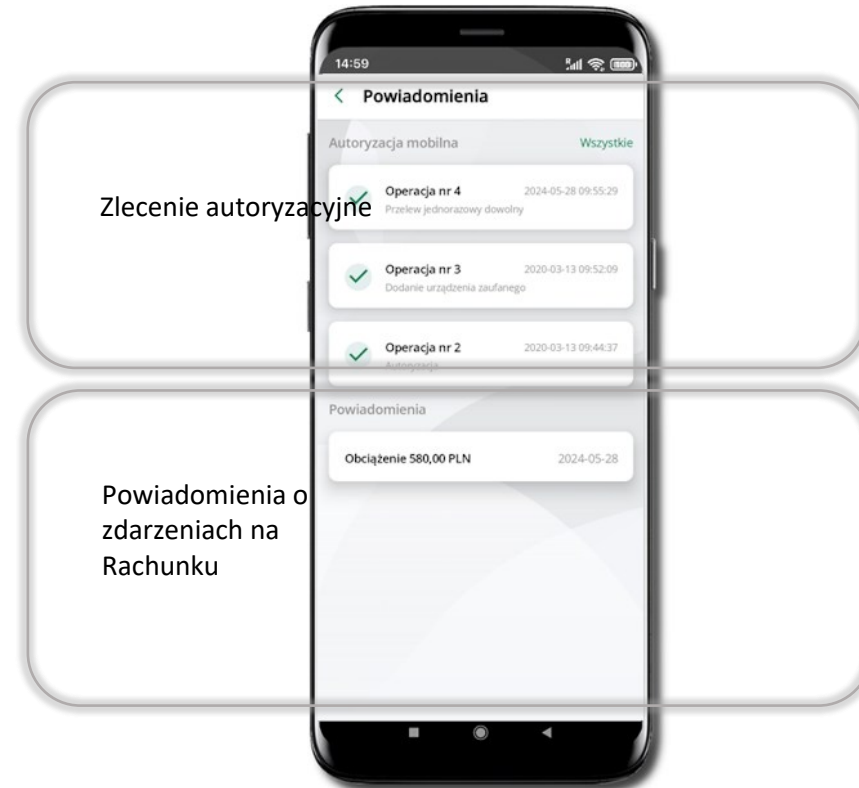 14:59
Powiadomienia
Autoryzacja mobilna Wszystkie
Zlecenie autoryzacyjne
Operacja nr 4 2024-05-28 09:55:29
Przelew jednorazowy dowolny
Operacja nr 3 2020-03-13 09:52:09
Dodanie urządzenia zaufanego
Operacja nr 2 2020-03-13 09:44:37
Autoryzacja
Powiadomienia
Obciążenie 580,00 PLN 2024-05-28
Powiadomienia o
zdarzeniach na
Rachunku